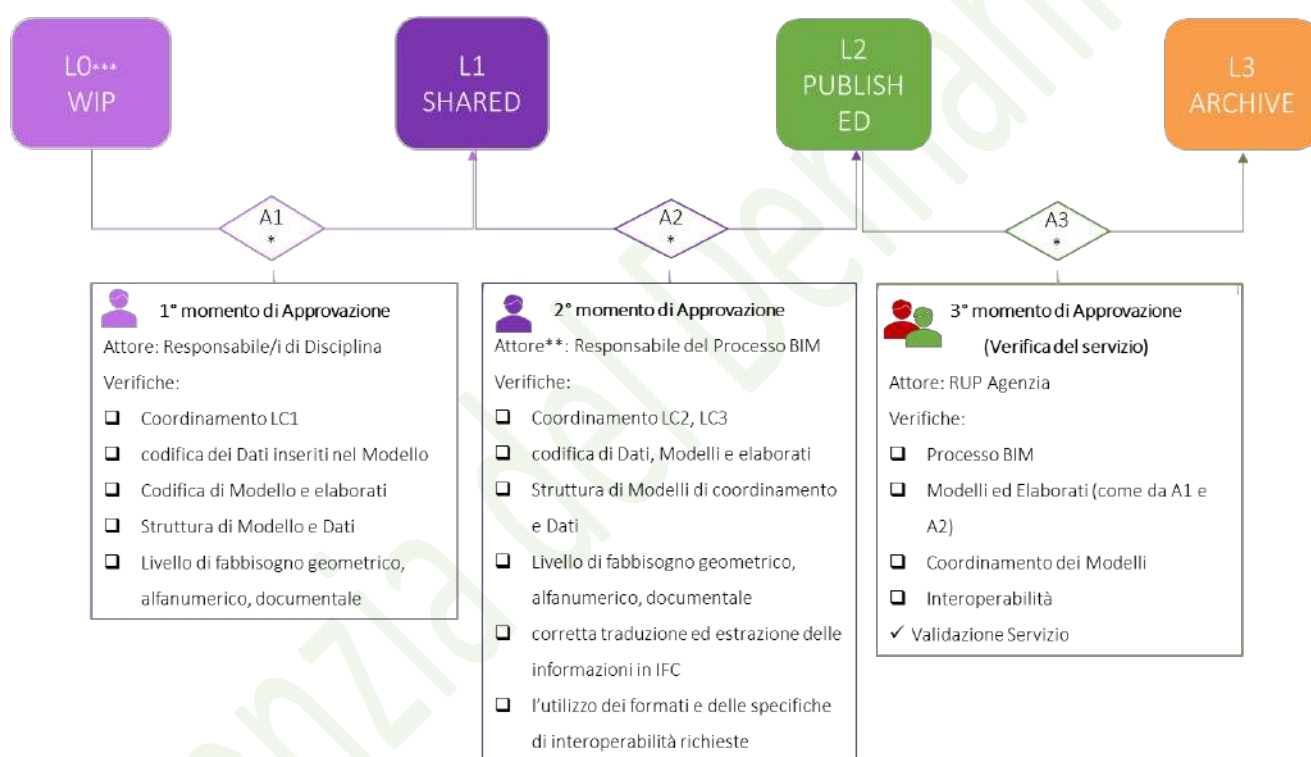 L0***
WIP
L1
SHARED
L2
PUBLISH
ED
L3
ARCHIVE
A1
*
A2
*
A3
*
1° momento di Approvazione
Attore: Responsabile/i di Disciplina
Verifiche:
Coordinamento LC1
codifica dei Dati inseriti nel Modello
Codifica di Modello e elaborati
Struttura di Modello e Dati
Livello di fabbisogno geometrico,
alfanumerico, documentale
2° momento di Approvazione
Attore**: Responsabile del Processo BIM
Verifiche:
Coordinamento LC2, LC3
codifica di Dati, Modelli e elaborati
Struttura di Modelli di coordinamento
e Dati
Livello di fabbisogno geometrico,
alfanumerico, documentale
corretta traduzione ed estrazione delle
informazioni in IFC
l'utilizzo dei formati e delle specifiche
di interoperabilità richieste
3° momento di Approvazione
(Verifica del servizio)
Attore: RUP Agenzia
Verifiche:
Processo BIM
Modelli ed Elaborati (come da A1 e
A2)
Coordinamento dei Modelli
Interoperabilità
✓ Validazione Servizio
enzia del Demani